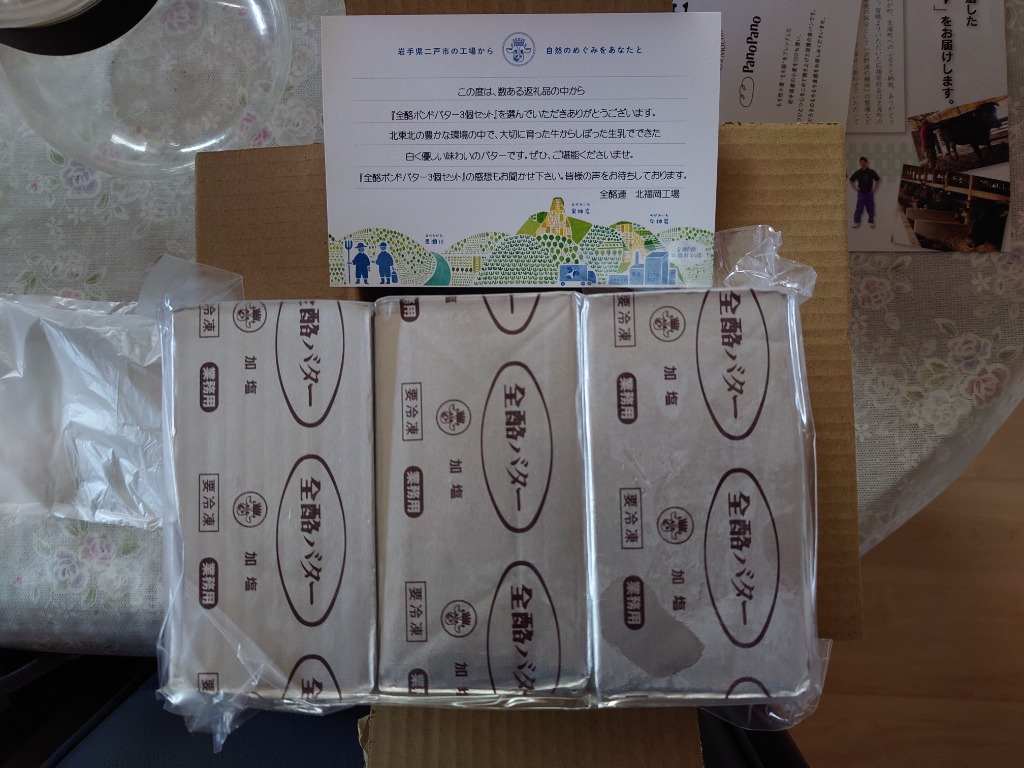 岩手県二戸市の工場から 自然のめぐみをあなたと
この度は、数ある返礼品の中から
『全酪ポンドバター3個セット』を選んでいただきありがとうございます。
北東北の豊かな環境の中で、大切に育った牛からしぼった生乳でできた
白く優しい味わいのバターです。ぜひ、ご堪能くださいませ。
『全酪ポンドバター3個セット』の感想もお聞かせ下さい。皆様の声をお待ちしております。
全酪連 北福岡工場
馬淵川
男神岩
女神岩
PanoPano
をお届けします。
要冷凍
加塩
業務用
全酪バター
要冷凍
加塩
業務用
全酪バター
要
全
業用
要冷凍
加塩
業務用
全酪バター
要冷凍
加塩
業
全酪バター
要冷凍
加塩
業務用
全酪バター
要冷凍
加塩
業務用
全酪バター